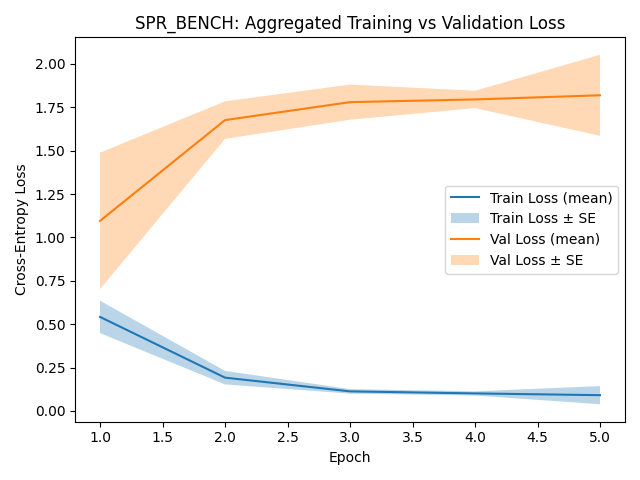 SPR_BENCH: Aggregated Training vs Validation Loss
Cross-Entropy Loss
2.00
1.75
1.50
1.25
1.00
0.75
0.50
0.25
0.00
Train Loss (mean)
Train Loss ± SE
Val Loss (mean)
Val Loss ± SE
1.0 1.5 2.0 2.5 3.0 3.5 4.0 4.5 5.0
Epoch